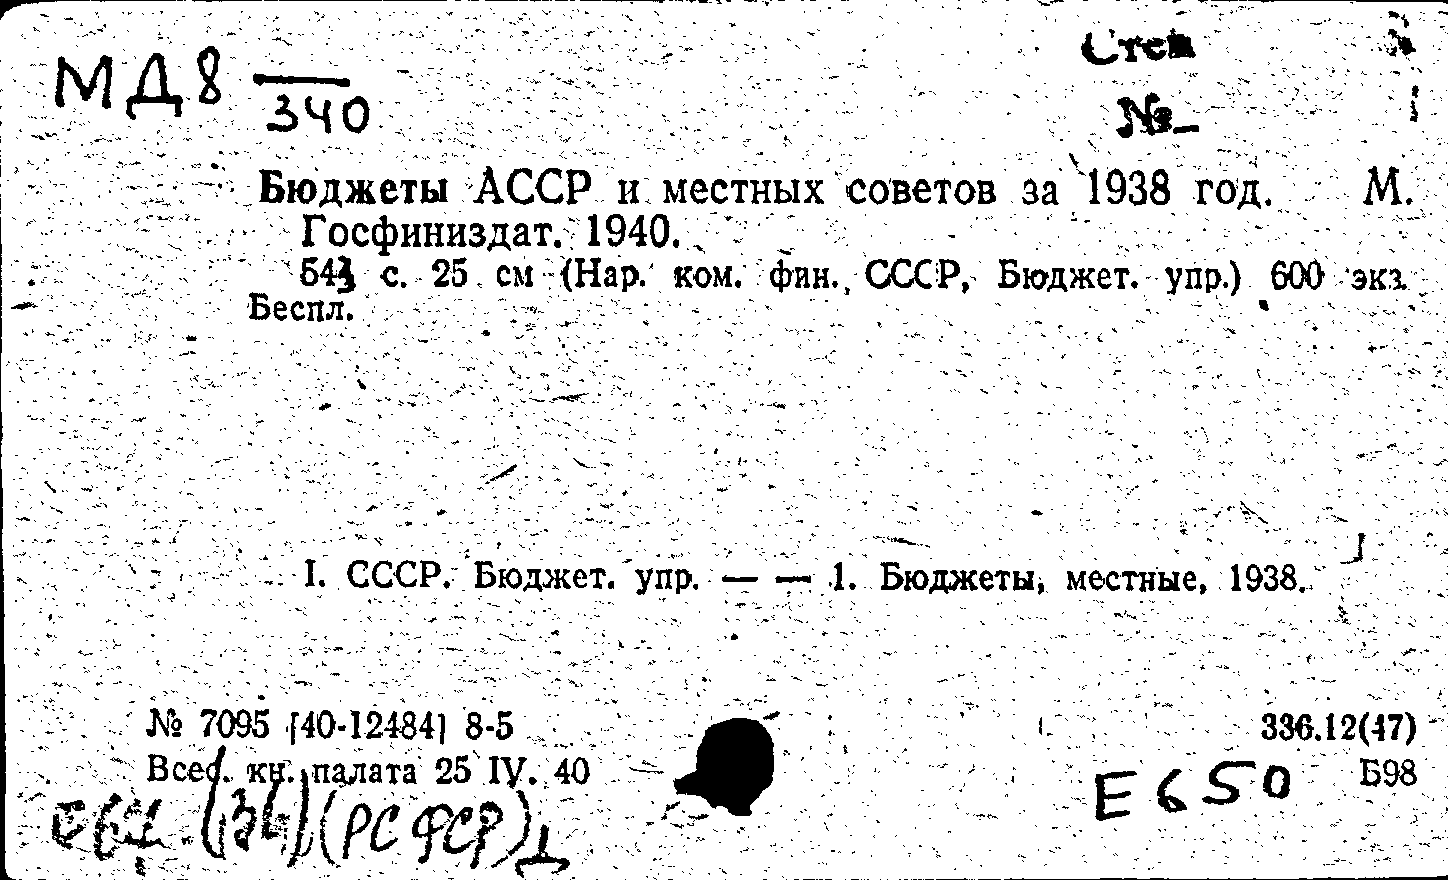 МД8 340
№
Бюджеты АССР и местных советов за 1938 год. М.
Госфиниздат. 1940.
с. 25 см (Нар. ком. фин. СССР, Бюджет. упр.) 600 экз.
Беспл.
I. СССР. Бюджет. упр. — — 1. Бюджеты, местные, 1938.
№ 7095 [40-12484] 8-5
336.12(47)
Всес. кн. палата 25 IV. 40
Б98
Е650
(РСФСР)